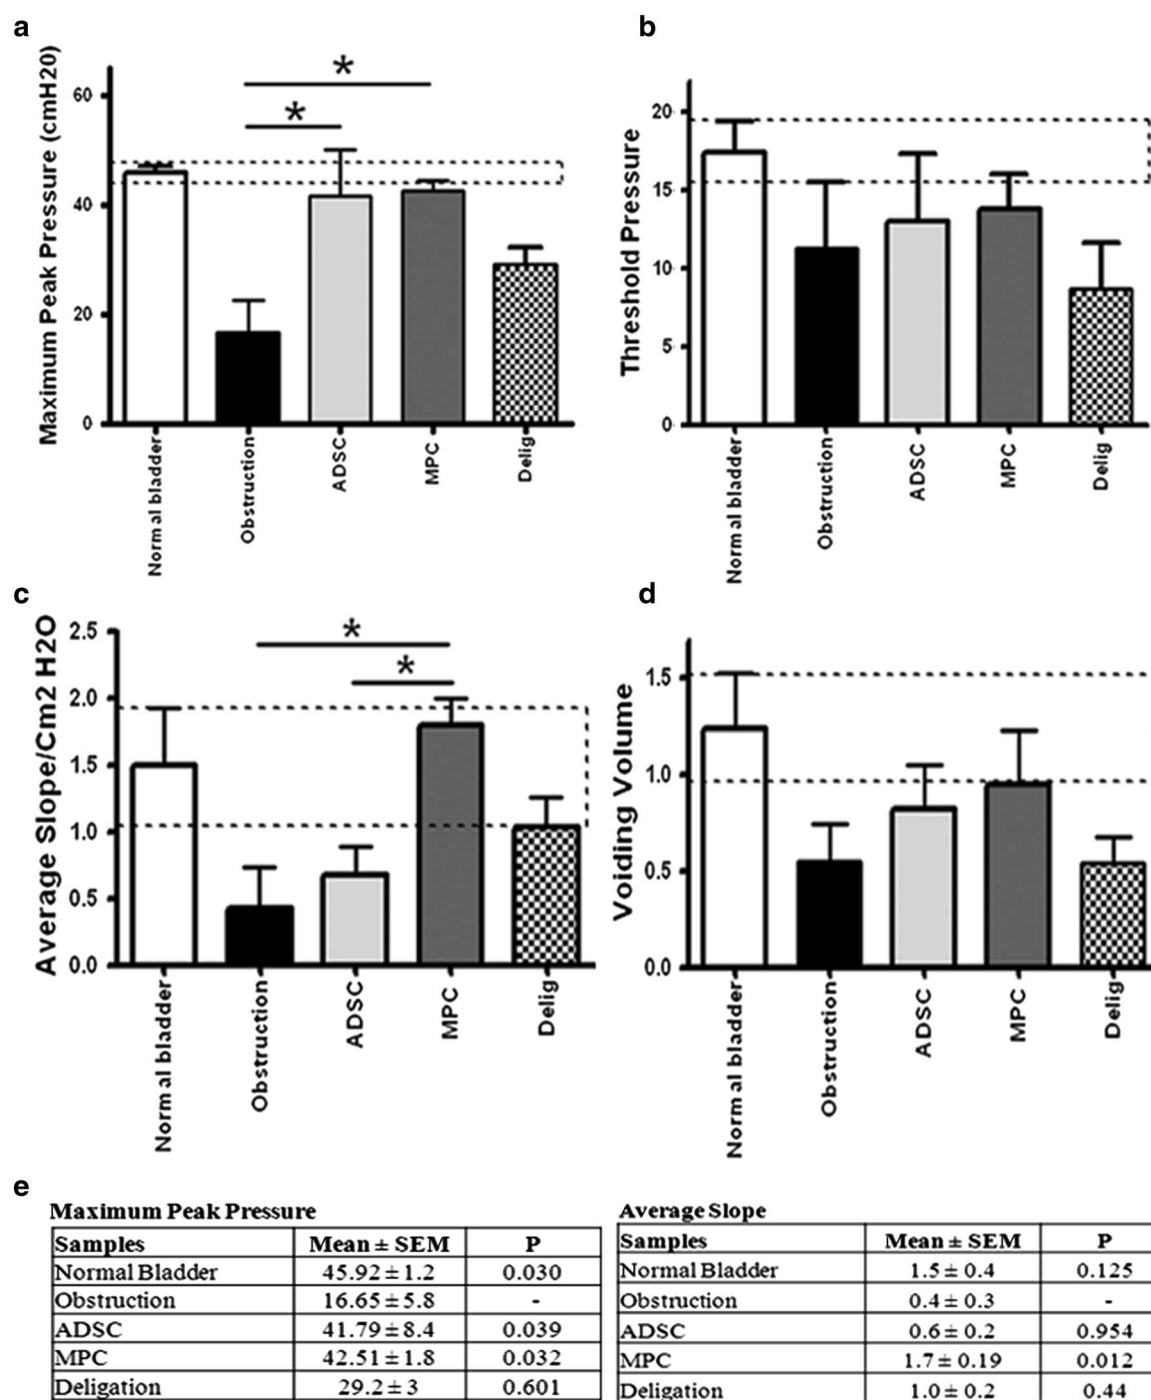 a
Maximum Peak Pressure (cmH20)
60
40
20
0
*
*
Normal bladder
Obstruction
ADSC
MPC
Delig
b
Threshold Pressure
20
15
10
5
0
Normal bladder
Obstruction
ADSC
MPC
Delig
c
Average Slope/Cm2 H2O
2.5
2.0
1.5
1.0
0.5
0.0
*
*
Normal bladder
Obstruction
ADSC
MPC
Delig
d
Voiding Volume
1.5
1.0
0.5
0.0
Normal bladder
Obstruction
ADSC
MPC
Delig
e
Maximum Peak Pressure
Samples Mean ± SEM P
Normal Bladder 45.92 ± 1.2 0.030
Obstruction 16.65 ± 5.8 -
ADSC 41.79 ± 8.4 0.039
MPC 42.51 ± 1.8 0.032
Deligation 29.2 ± 3 0.601
Average Slope
Samples Mean ± SEM P
Normal Bladder 1.5 ± 0.4 0.125
Obstruction 0.4 ± 0.3 -
ADSC 0.6 ± 0.2 0.954
MPC 1.7 ± 0.19 0.012
Deligation 1.0 ± 0.2 0.44